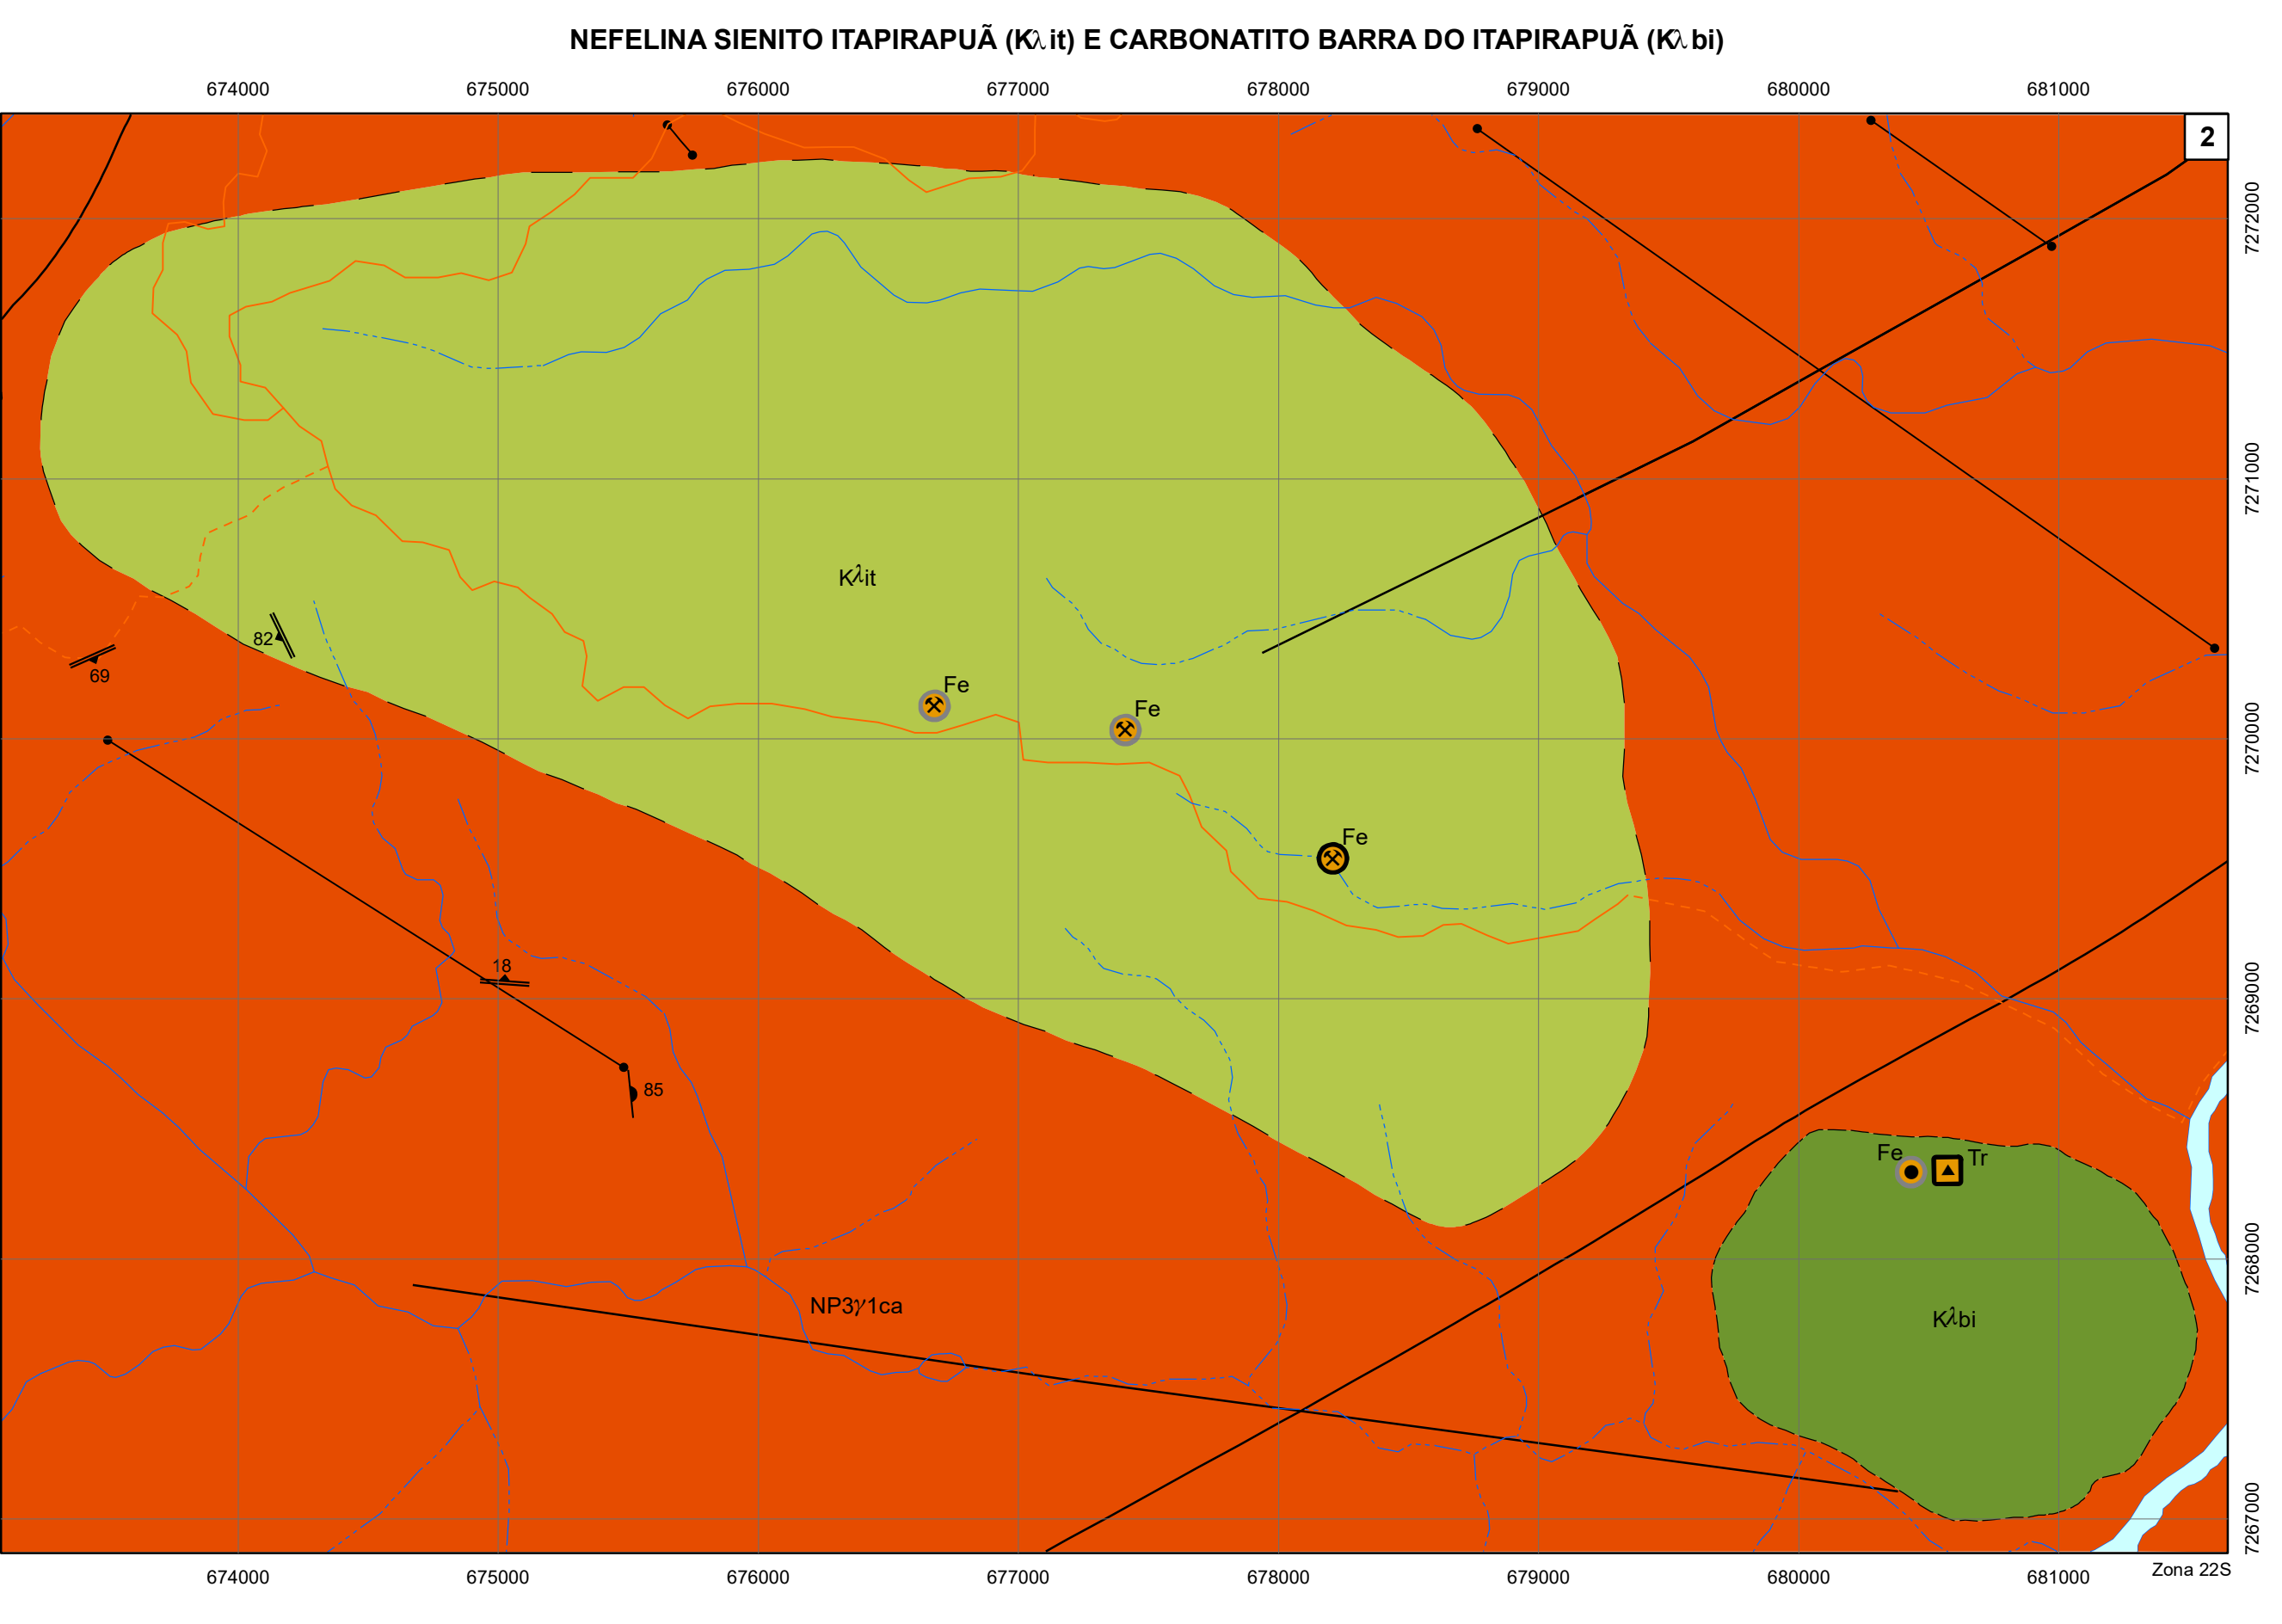 NEFELINA SIENITO ITAPIRAPUÃ (Kλit) E CARBONATITO BARRA DO ITAPIRAPUÃ (Kλbi)
674000 675000 676000 677000 678000 679000 680000 681000
2
7272000
7271000
Kλit
82
69
Fe
Fe
7270000
Fe
18
7269000
85
Fe
Tr
7268000
NP3γ1ca
Kλbi
7267000
Zona 22S
674000 675000 676000 677000 678000 679000 680000 681000